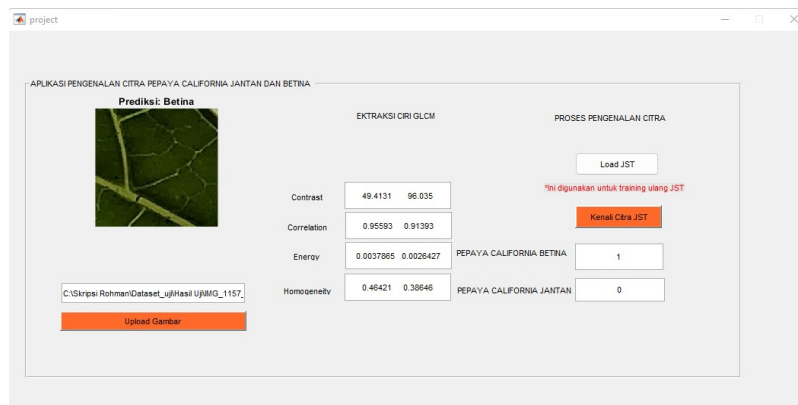 project
APLIKASI PENGENALAN CITRA PEPAYA CALIFORNIA JANTAN DAN BETINA
Prediksi: Betina
EKTRAKSI CIRI GLCM
PROSES PENGENALAN CITRA
Load JST
*Ini digunakan untuk training ulang JST
Kenali Citra JST
Contrast 49.4131 96.035
Correlation 0.95593 0.91393
Energy 0.0037865 0.0026427
Homogeneity 0.46421 0.38646
PEPAYA CALIFORNIA BETINA 1
PEPAYA CALIFORNIA JANTAN 0
C:\Skripsi Rohman\Dataset_uji\Hasil Uji\IMG_1157_
Upload Gambar